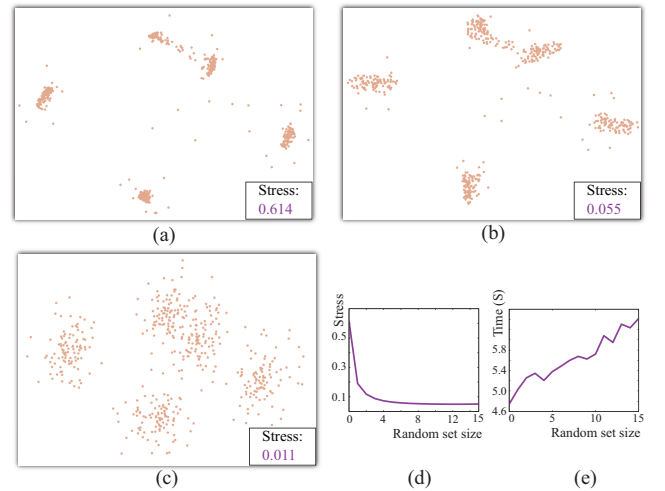 Stress:
0.614
(a)
Stress:
0.055
(b)
Stress:
0.011
(c)
Stress
0.5
0.3
0.1
0 4 8 12 15
Random set size
(d)
Time (S)
5.8
5.4
5.0
4.6
0 5 10 15
Random set size
(e)